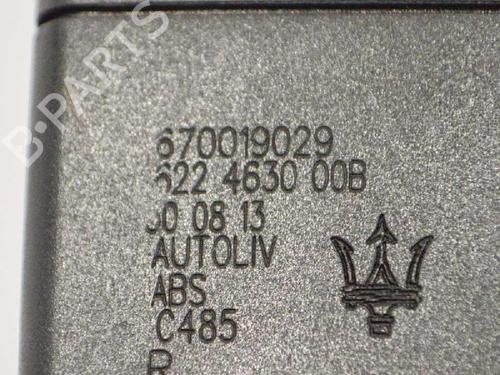 B-PARTS
670019029
622 4630 00B
30 08 13
AUTOLIV
ABS
C485
R